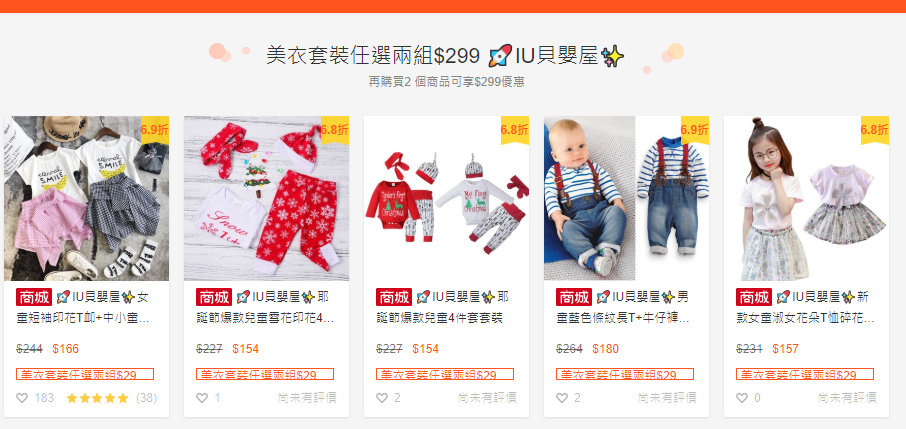 美衣套裝任選兩組$299 🚀IU貝嬰屋✨
再購買2 個商品可享$299優惠
6.9折
6.8折
6.8折
6.9折
6.8折
SMILE
SMILE
商城 🚀IU貝嬰屋✨女
童短袖印花T卹+中小童...
$244 $166
美衣套裝任選兩組$29
183 (38)
商城 🚀IU貝嬰屋✨耶
誕節爆款兒童雪花印花4...
$227 $154
美衣套裝任選兩組$29
1 尚未有評價
商城 🚀IU貝嬰屋✨耶
誕節爆款兒童4件套套裝
$227 $154
美衣套裝任選兩組$29
2 尚未有評價
商城 🚀IU貝嬰屋✨男
童藍色條紋長T+牛仔褲...
$264 $180
美衣套裝任選兩組$29
2 尚未有評價
商城 🚀IU貝嬰屋✨新
款女童淑女花朵T恤碎花...
$231 $157
美衣套裝任選兩組$29
0 尚未有評價